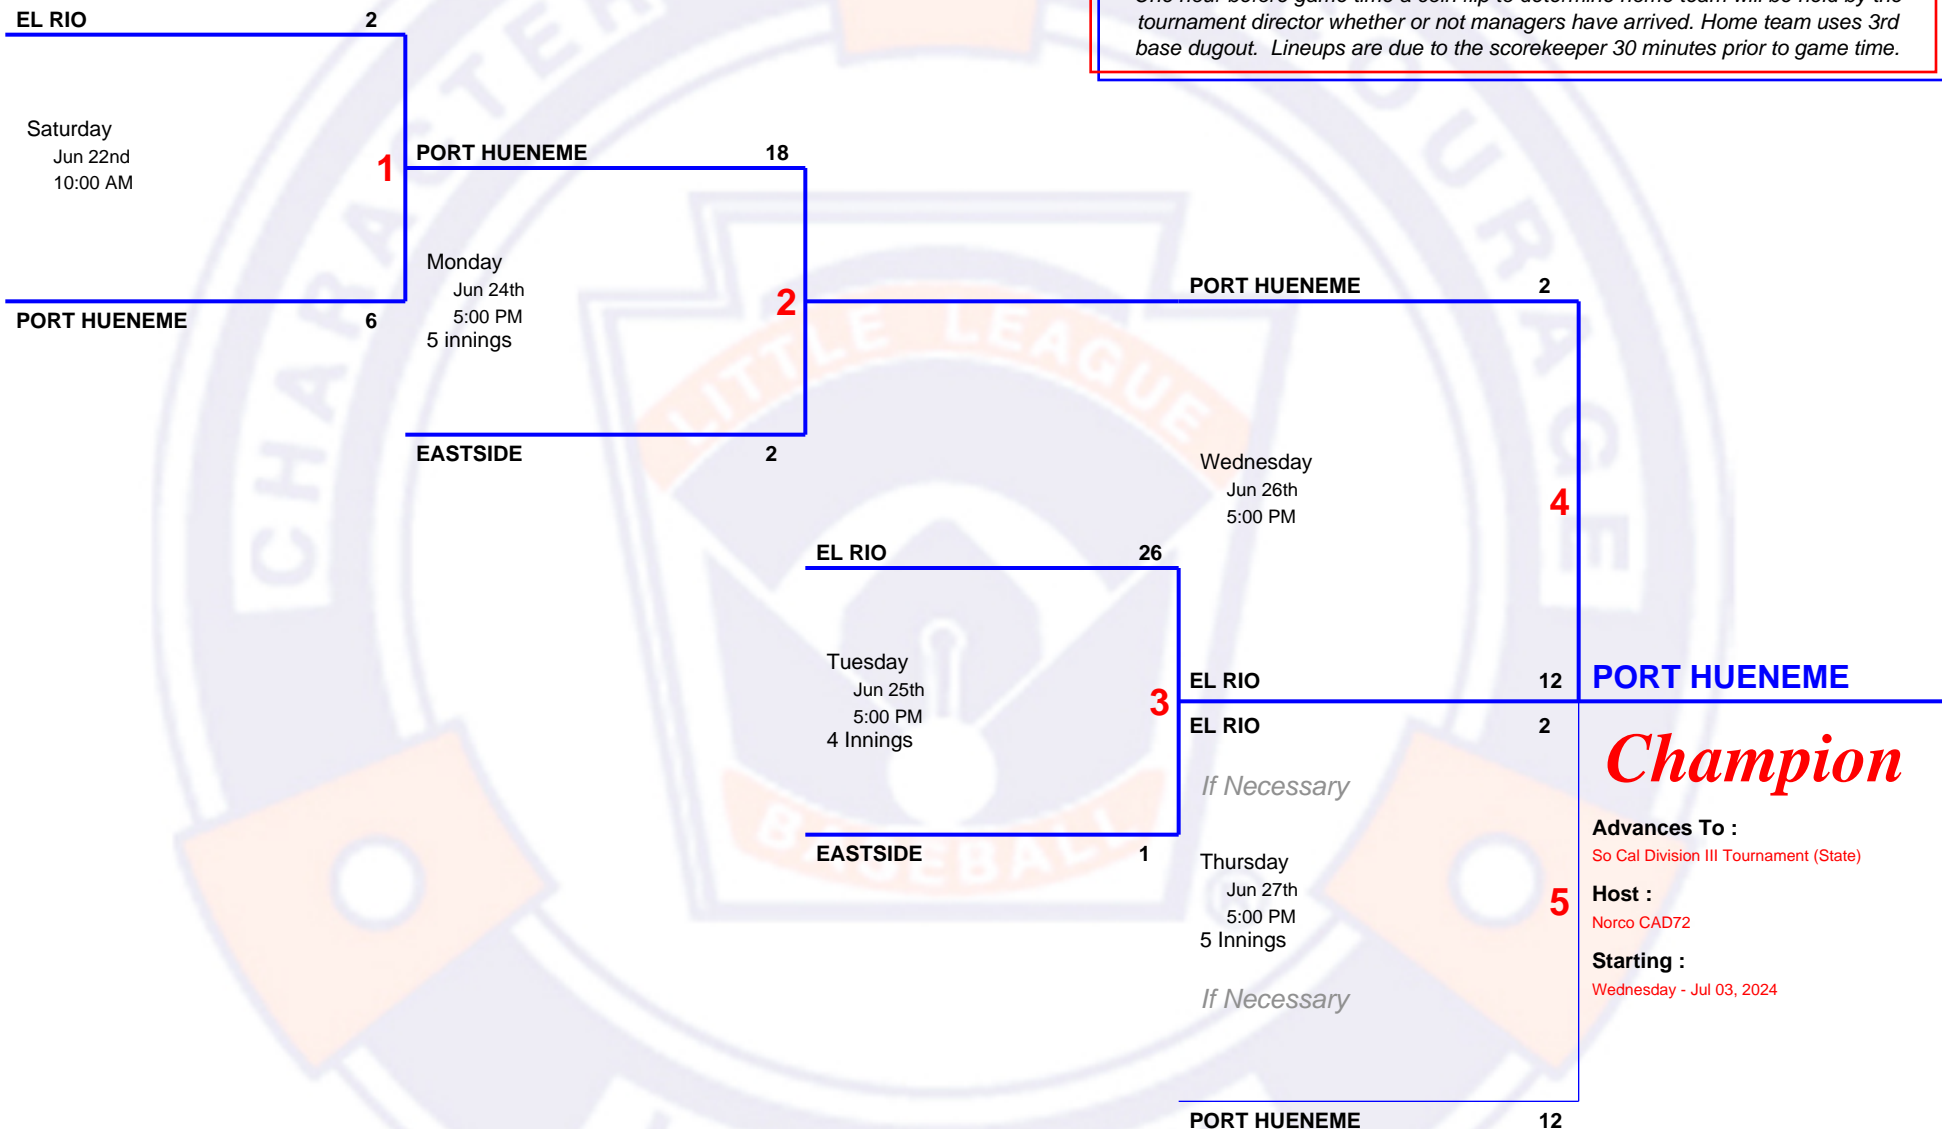 One hour before game time a coin flip to determine home team will be held by the
tournament director whether or not managers have arrived. Home team uses 3rd
base dugout. Lineups are due to the scorekeeper 30 minutes prior to game time.
EL RIO 2
Saturday
Jun 22nd
10:00 AM
1
PORT HUENEME 6
PORT HUENEME 18
Monday
Jun 24th
5:00 PM
5 innings
2
EASTSIDE 2
PORT HUENEME 2
Wednesday
Jun 26th
5:00 PM
4
EL RIO 26
Tuesday
Jun 25th
5:00 PM
4 Innings
3
EASTSIDE 1
EL RIO 12
EL RIO 2
If Necessary
Thursday
Jun 27th
5:00 PM
5 Innings
5
If Necessary
PORT HUENEME 12
PORT HUENEME
Champion
Advances To :
So Cal Division III Tournament (State)
Host :
Norco CAD72
Starting :
Wednesday - Jul 03, 2024
CHARACTER
COURAGE
LITTLE LEAGUE
BASEBALL
®